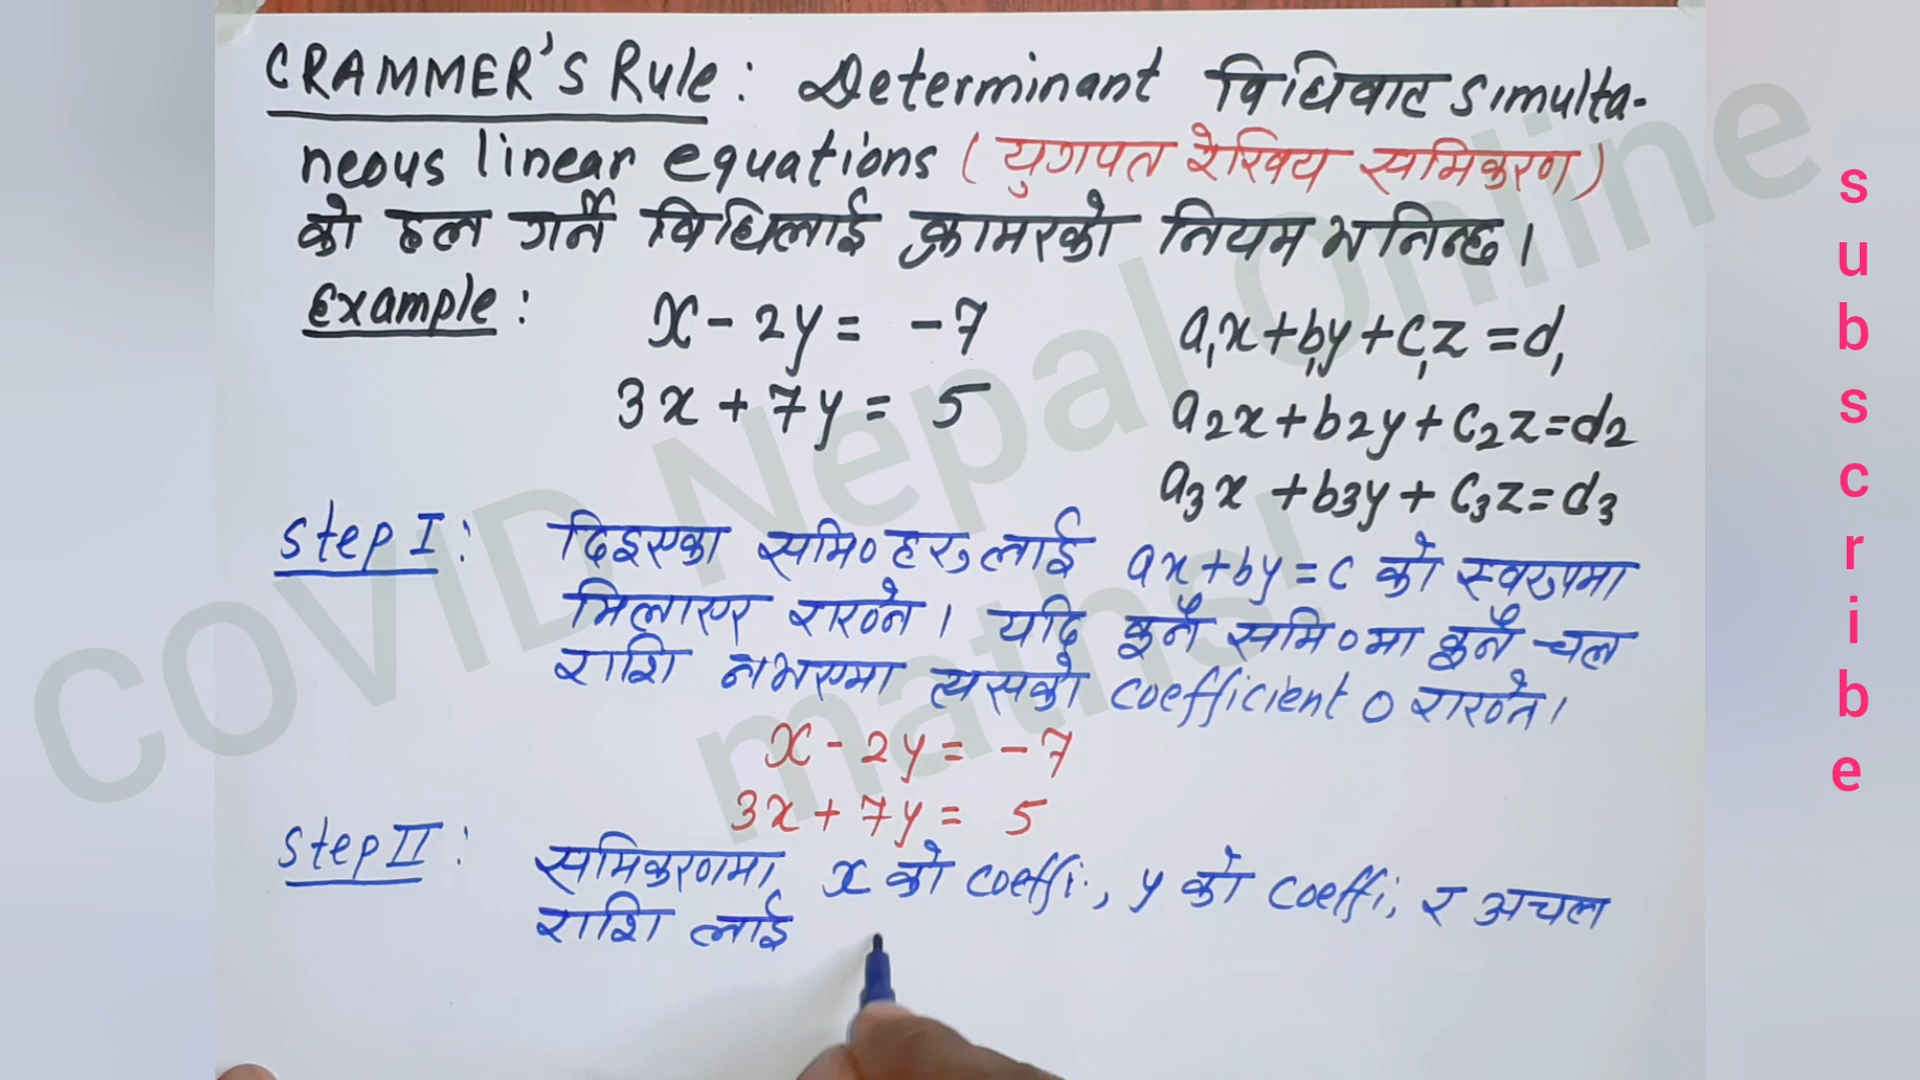 CRAMMER'S Rule: Determinant विधिवाट simulta-
neous linear equations (युगपत रेखिय समिकरण)
को हल गर्ने विधिलाई क्रामरको नियम भनिन्छ।
Example:
x - 2y = -7
3x + 7y = 5
a₁x + b₁y + c₁z = d₁
a₂x + b₂y + c₂z = d₂
a₃x + b₃y + c₃z = d₃
Step I: दिइएका समि॰हरुलाई ax + by = c को स्वरुपमा
मिलाएर राख्ने। यदि कुनै समि॰मा कुनै चल
राशि नभएमा त्यसको coefficient 0 राख्ने।
x - 2y = -7
3x + 7y = 5
Step II: समिकरणमा x को coeffi., y को coeffi, र अचल
राशि लाई
COVID Nepal Online
maths!
subscribe